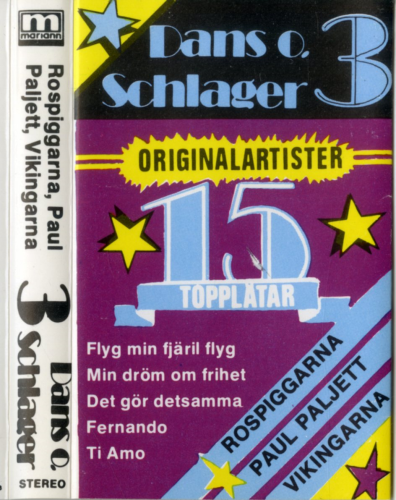 m
mariann
Rospiggarna, Paul
Paljett, Vikingarna
Dans o.
3 Schlager
STEREO
Dans o.
Schlager 3
ORIGINALARTISTER
15
TOPPLÅTAR
Flyg min fjäril flyg
Min dröm om frihet
Det gör detsamma
Fernando
Ti Amo
ROSPIGGARNA
PAUL PALJETT
VIKINGARNA